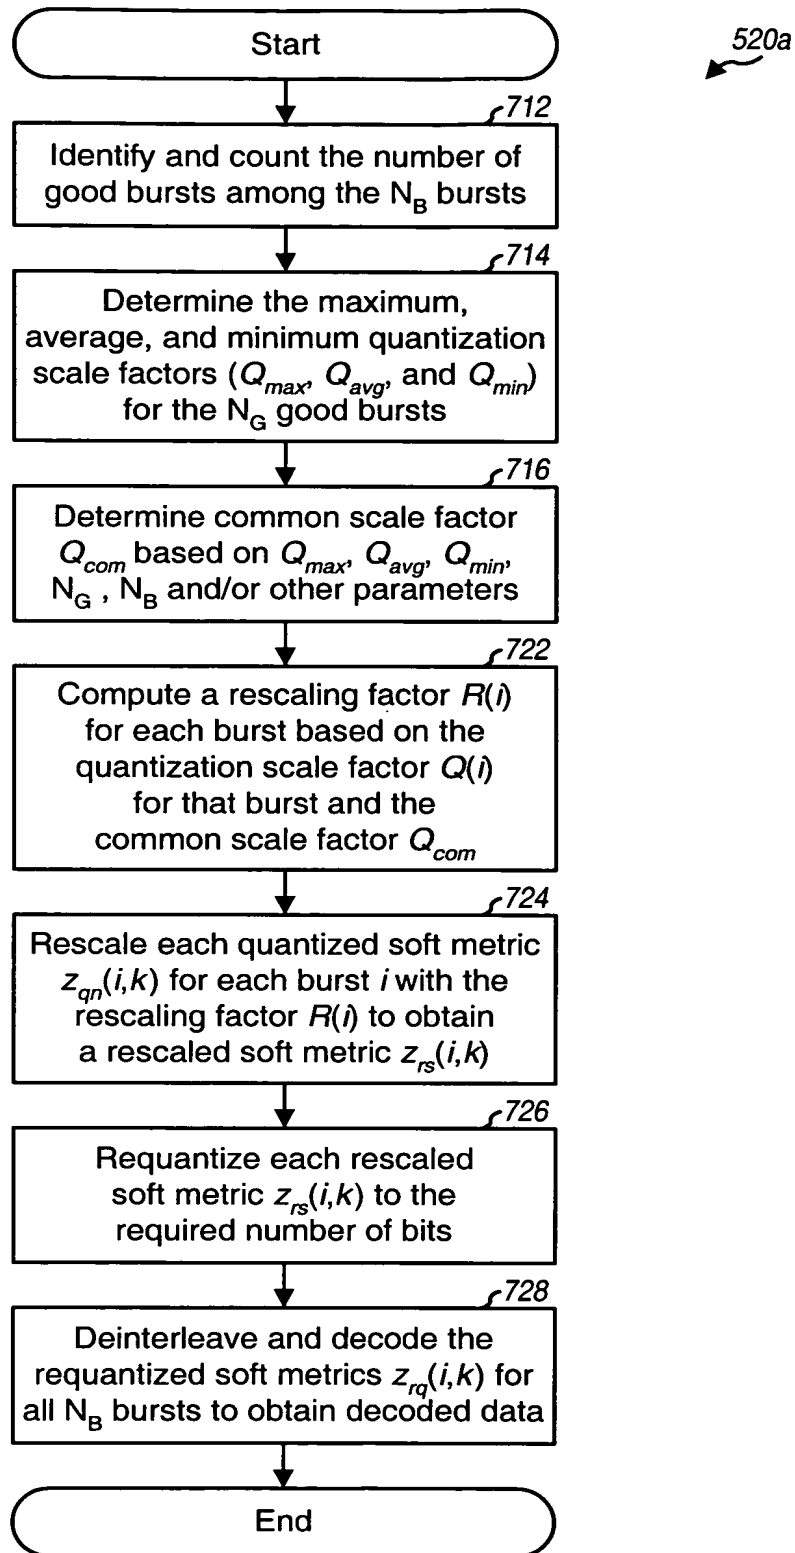 Start
520a
712
Identify and count the number of
good bursts among the N_B bursts
714
Determine the maximum,
average, and minimum quantization
scale factors (Q_max, Q_avg, and Q_min)
for the N_G good bursts
716
Determine common scale factor
Q_com based on Q_max, Q_avg, Q_min,
N_G , N_B and/or other parameters
722
Compute a rescaling factor R(i)
for each burst based on the
quantization scale factor Q(i)
for that burst and the
common scale factor Q_com
724
Rescale each quantized soft metric
z_qn(i,k) for each burst i with the
rescaling factor R(i) to obtain
a rescaled soft metric z_rs(i,k)
726
Requantize each rescaled
soft metric z_rs(i,k) to the
required number of bits
728
Deinterleave and decode the
requantized soft metrics z_rq(i,k) for
all N_B bursts to obtain decoded data
End